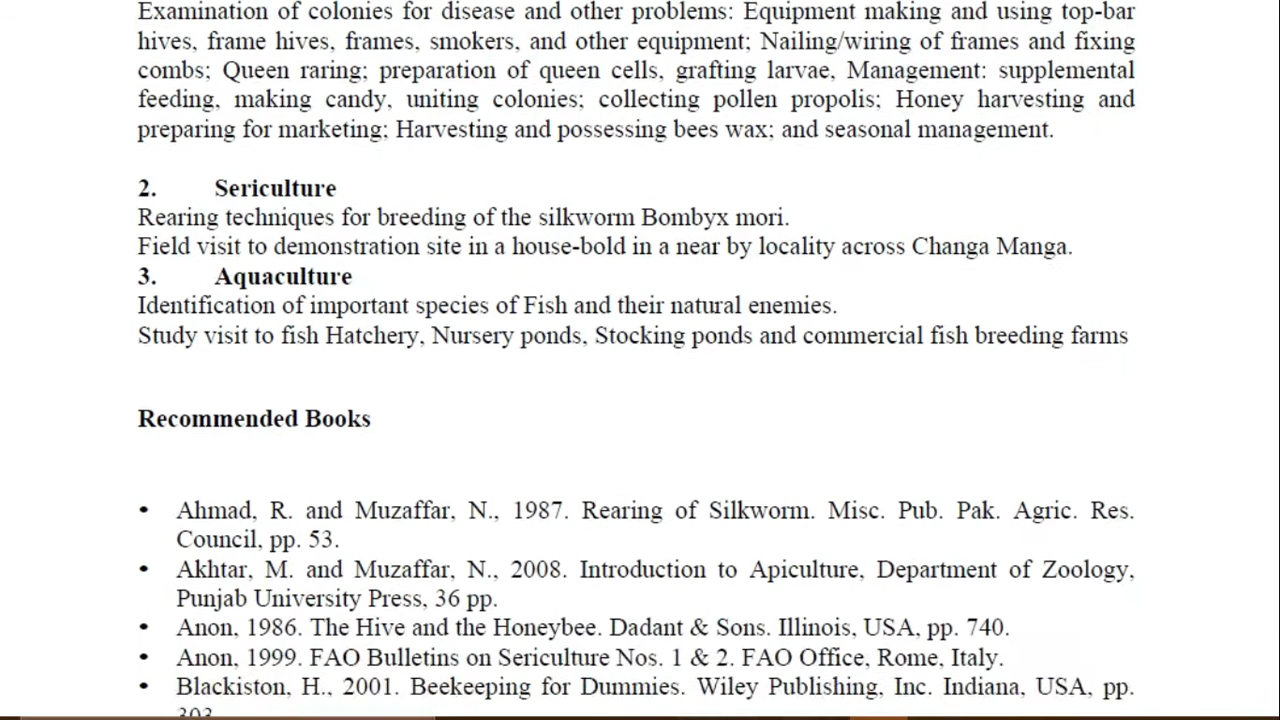 Examination of colonies for disease and other problems: Equipment making and using top-bar
hives, frame hives, frames, smokers, and other equipment; Nailing/wiring of frames and fixing
combs; Queen raring; preparation of queen cells, grafting larvae, Management: supplemental
feeding, making candy, uniting colonies; collecting pollen propolis; Honey harvesting and
preparing for marketing; Harvesting and possessing bees wax; and seasonal management.
2. Sericulture
Rearing techniques for breeding of the silkworm Bombyx mori.
Field visit to demonstration site in a house-bold in a near by locality across Changa Manga.
3. Aquaculture
Identification of important species of Fish and their natural enemies.
Study visit to fish Hatchery, Nursery ponds, Stocking ponds and commercial fish breeding farms
Recommended Books
• Ahmad, R. and Muzaffar, N., 1987. Rearing of Silkworm. Misc. Pub. Pak. Agric. Res.
Council, pp. 53.
• Akhtar, M. and Muzaffar, N., 2008. Introduction to Apiculture, Department of Zoology,
Punjab University Press, 36 pp.
• Anon, 1986. The Hive and the Honeybee. Dadant & Sons. Illinois, USA, pp. 740.
• Anon, 1999. FAO Bulletins on Sericulture Nos. 1 & 2. FAO Office, Rome, Italy.
• Blackiston, H., 2001. Beekeeping for Dummies. Wiley Publishing, Inc. Indiana, USA, pp.